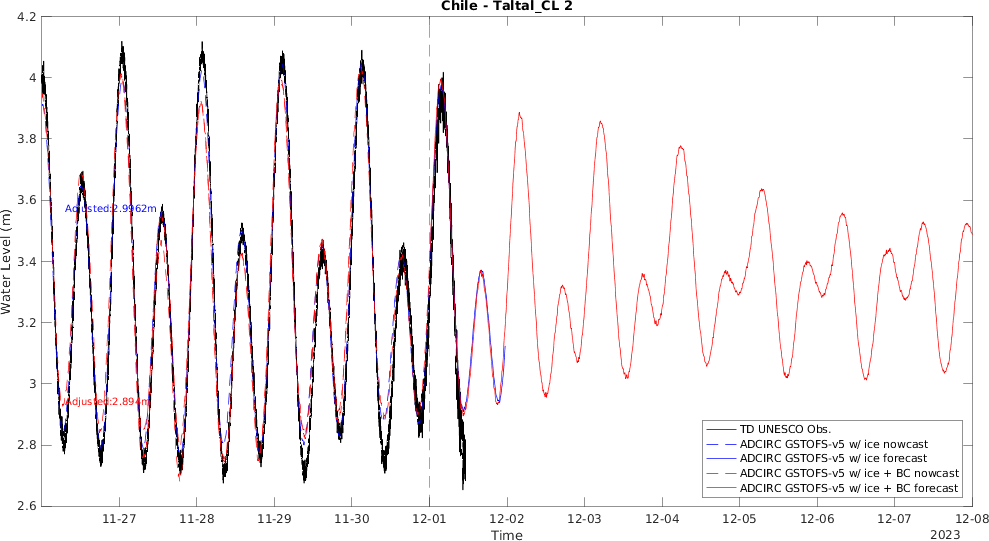 Chile - Taltal_CL 2
4.2
4
3.8
3.6
3.4
3.2
3
2.8
2.6
Water Level (m)
Adjusted:2.9962m
Adjusted:2.894m
TD UNESCO Obs.
ADCIRC GSTOFS-v5 w/ ice nowcast
ADCIRC GSTOFS-v5 w/ ice forecast
ADCIRC GSTOFS-v5 w/ ice + BC nowcast
ADCIRC GSTOFS-v5 w/ ice + BC forecast
11-27 11-28 11-29 11-30 12-01 12-02 12-03 12-04 12-05 12-06 12-07 12-08
Time
2023